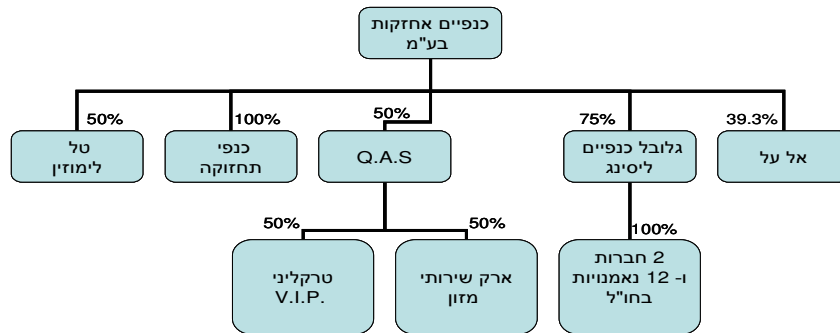 כנפיים אחזקות
בע"מ
50%
100%
50%
75%
39.3%
טל
לימוזין
כנפי
תחזוקה
Q.A.S
גלובל כנפיים
ליסינג
אל על
50%
50%
100%
טרקליני
V.I.P.
ארק שירותי
מזון
2 חברות
ו- 12 נאמנויות
בחו"ל